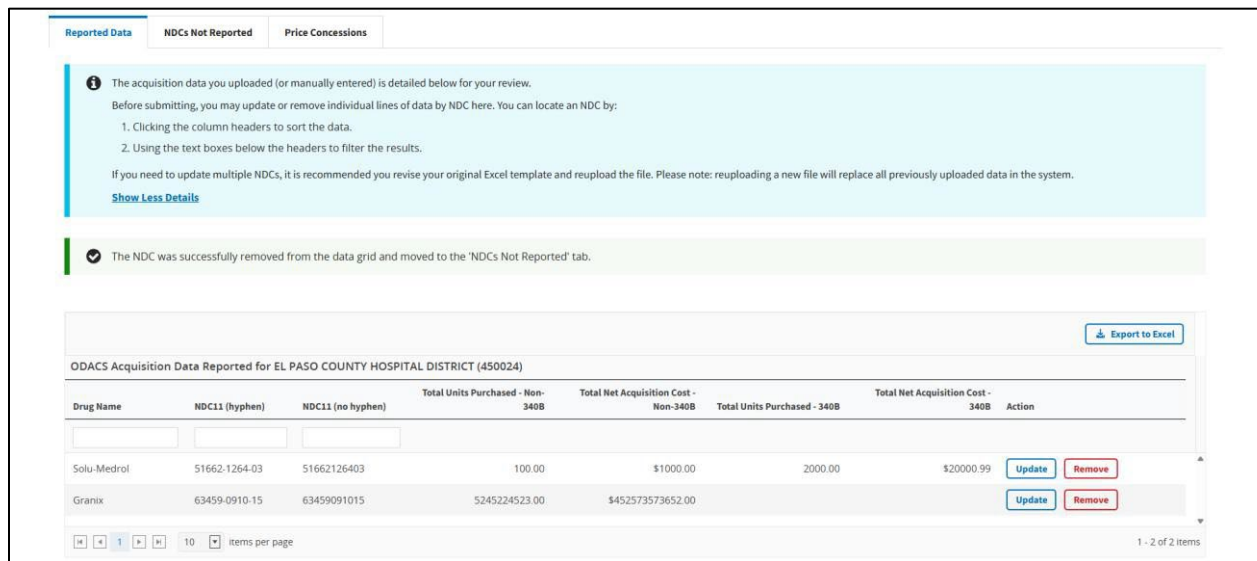 Reported Data NDCs Not Reported Price Concessions
The acquisition data you uploaded (or manually entered) is detailed below for your review.
Before submitting, you may update or remove individual lines of data by NDC here. You can locate an NDC by:
1. Clicking the column headers to sort the data.
2. Using the text boxes below the headers to filter the results.
If you need to update multiple NDCs, it is recommended you revise your original Excel template and reupload the file. Please note: reuploading a new file will replace all previously uploaded data in the system.
Show Less Details
The NDC was successfully removed from the data grid and moved to the 'NDCs Not Reported' tab.
Export to Excel
ODACS Acquisition Data Reported for EL PASO COUNTY HOSPITAL DISTRICT (450024)
Drug Name NDC11 (hyphen) NDC11 (no hyphen) Total Units Purchased - Non-340B Total Net Acquisition Cost - Non-340B Total Units Purchased - 340B Total Net Acquisition Cost - 340B Action
Solu-Medrol 51662-1264-03 51662126403 100.00 $1000.00 2000.00 $20000.99 Update Remove
Granix 63459-0910-15 63459091015 5245224523.00 $452573573652.00 Update Remove
1 10 items per page 1 - 2 of 2 items